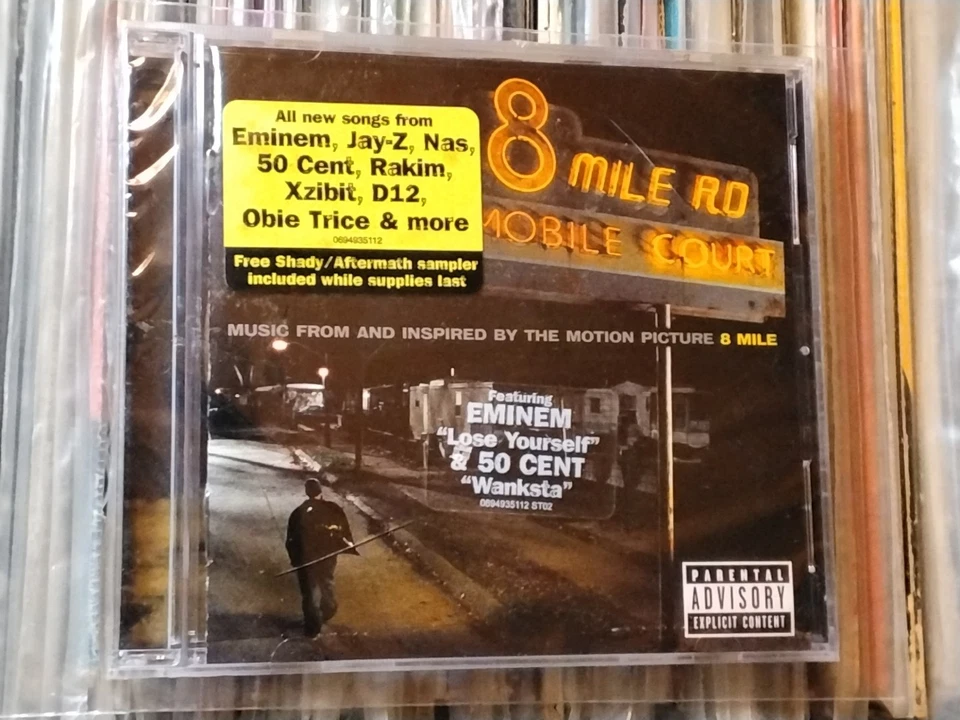 All new songs from
Eminem, Jay-Z, Nas,
50 Cent, Rakim,
Xzibit, D12,
Obie Trice & more
0694935112
Free Shady/Aftermath sampler
included while supplies last
8 MILE RD
MOBILE COURT
MUSIC FROM AND INSPIRED BY THE MOTION PICTURE 8 MILE
Featuring
EMINEM
“Lose Yourself”
& 50 CENT
“Wanksta”
0694935112 ST02
PARENTAL
ADVISORY
EXPLICIT CONTENT